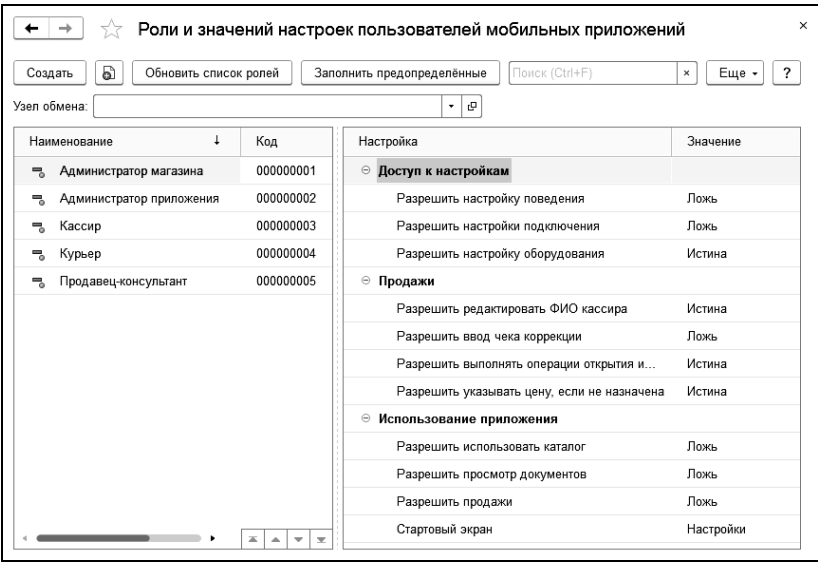 Роли и значений настроек пользователей мобильных приложений
Создать Обновить список ролей Заполнить предопределённые Поиск (Ctrl+F) × Еще ?
Узел обмена:
Наименование ↓ Код
Администратор магазина 000000001
Администратор приложения 000000002
Кассир 000000003
Курьер 000000004
Продавец-консультант 000000005
Настройка Значение
Доступ к настройкам
Разрешить настройку поведения Ложь
Разрешить настройки подключения Ложь
Разрешить настройку оборудования Истина
Продажи
Разрешить редактировать ФИО кассира Истина
Разрешить ввод чека коррекции Ложь
Разрешить выполнять операции открытия и... Истина
Разрешить указывать цену, если не назначена Истина
Использование приложения
Разрешить использовать каталог Ложь
Разрешить просмотр документов Ложь
Разрешить продажи Ложь
Стартовый экран Настройки